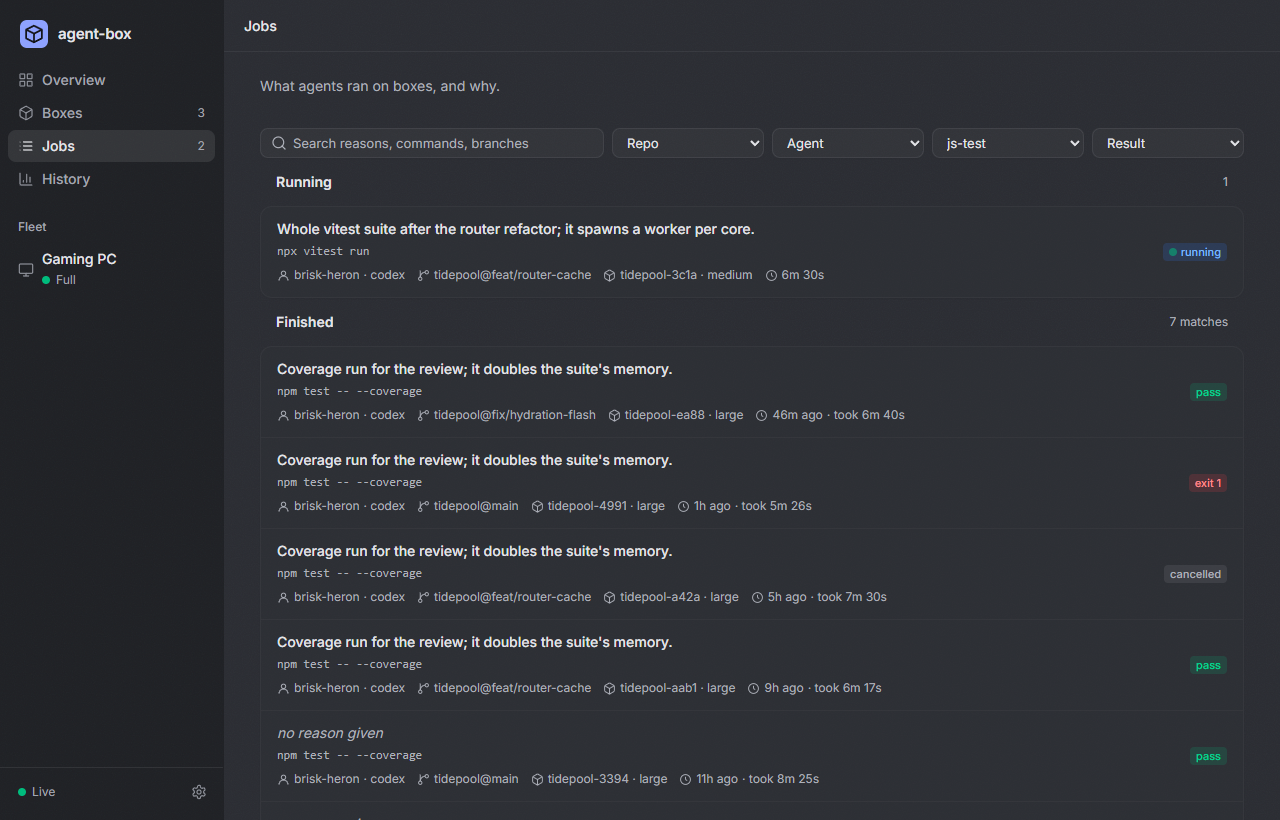 agent-box
Overview
Boxes 3
Jobs 2
History
Fleet
Gaming PC
Full
Live
Jobs
What agents ran on boxes, and why.
Search reasons, commands, branches Repo Agent js-test Result
Running 1
Whole vitest suite after the router refactor; it spawns a worker per core.
npx vitest run
running
brisk-heron · codex tidepool@feat/router-cache tidepool-3c1a · medium 6m 30s
Finished 7 matches
Coverage run for the review; it doubles the suite's memory.
npm test -- --coverage
pass
brisk-heron · codex tidepool@fix/hydration-flash tidepool-ea88 · large 46m ago · took 6m 40s
Coverage run for the review; it doubles the suite's memory.
npm test -- --coverage
exit 1
brisk-heron · codex tidepool@main tidepool-4991 · large 1h ago · took 5m 26s
Coverage run for the review; it doubles the suite's memory.
npm test -- --coverage
cancelled
brisk-heron · codex tidepool@feat/router-cache tidepool-a42a · large 5h ago · took 7m 30s
Coverage run for the review; it doubles the suite's memory.
npm test -- --coverage
pass
brisk-heron · codex tidepool@feat/router-cache tidepool-aab1 · large 9h ago · took 6m 17s
no reason given
npm test -- --coverage
pass
brisk-heron · codex tidepool@main tidepool-3394 · large 11h ago · took 8m 25s